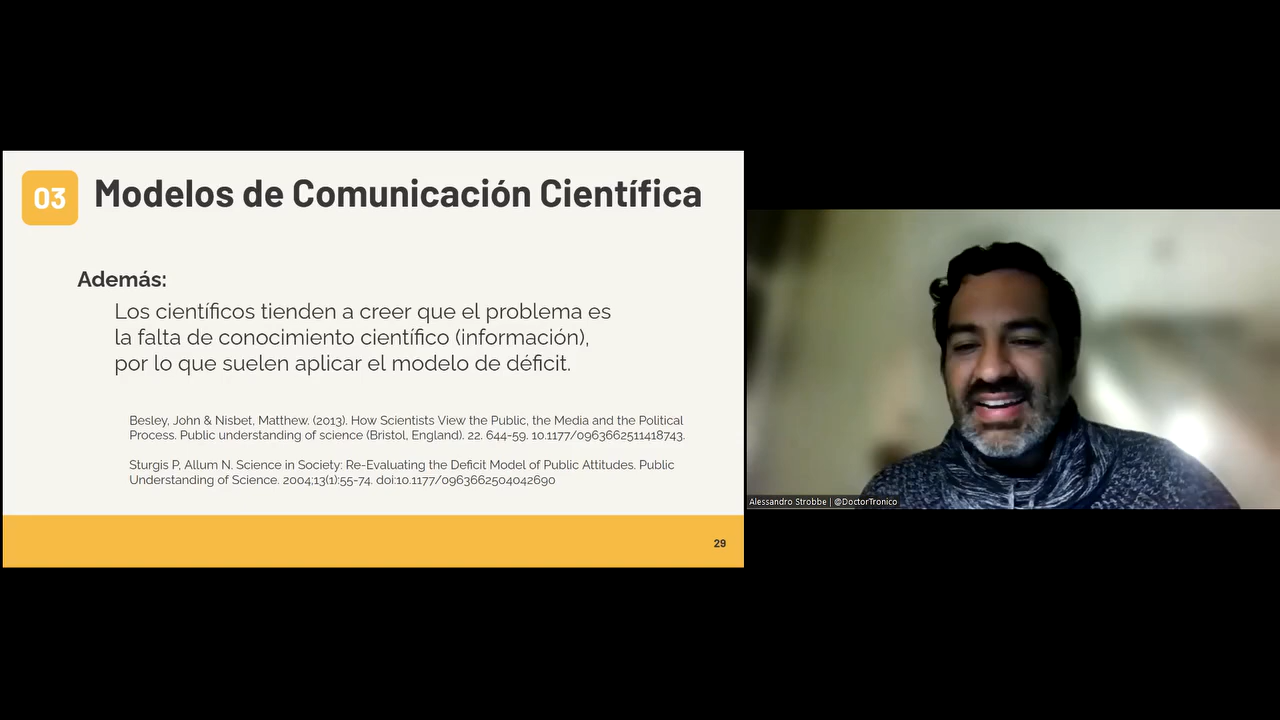 03
Modelos de Comunicación Científica
Además:
Los científicos tienden a creer que el problema es
la falta de conocimiento científico (información),
por lo que suelen aplicar el modelo de déficit.
Besley, John & Nisbet, Matthew. (2013). How Scientists View the Public, the Media and the Political
Process. Public understanding of science (Bristol, England). 22. 644-59. 10.1177/0963662511418743.
Sturgis P, Allum N. Science in Society: Re-Evaluating the Deficit Model of Public Attitudes. Public
Understanding of Science. 2004;13(1):55-74. doi:10.1177/0963662504042690
29
Alessandro Strobbe | @DoctorTronico